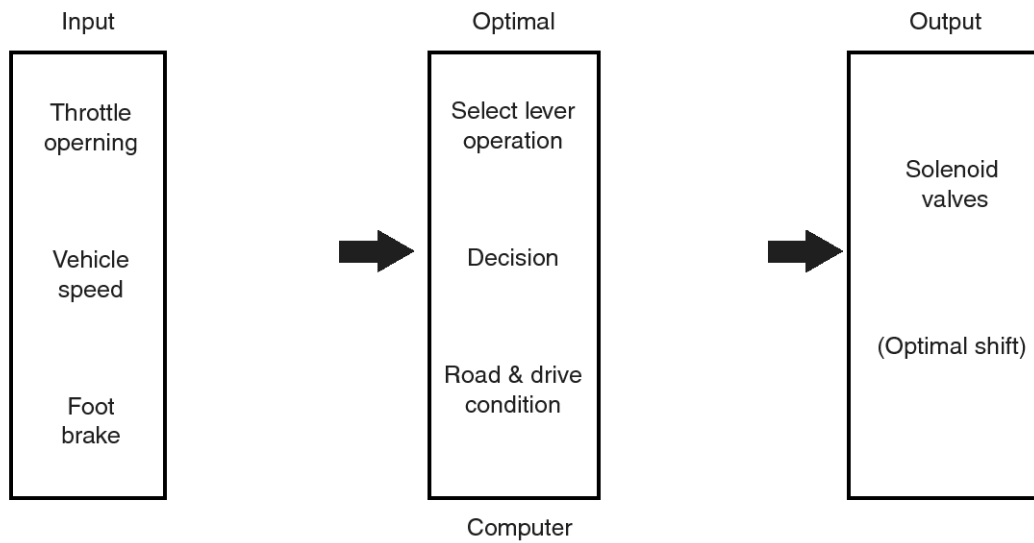 Input
Throttle
operning
Vehicle
speed
Foot
brake
Optimal
Select lever
operation
Decision
Road & drive
condition
Computer
Output
Solenoid
valves
(Optimal shift)